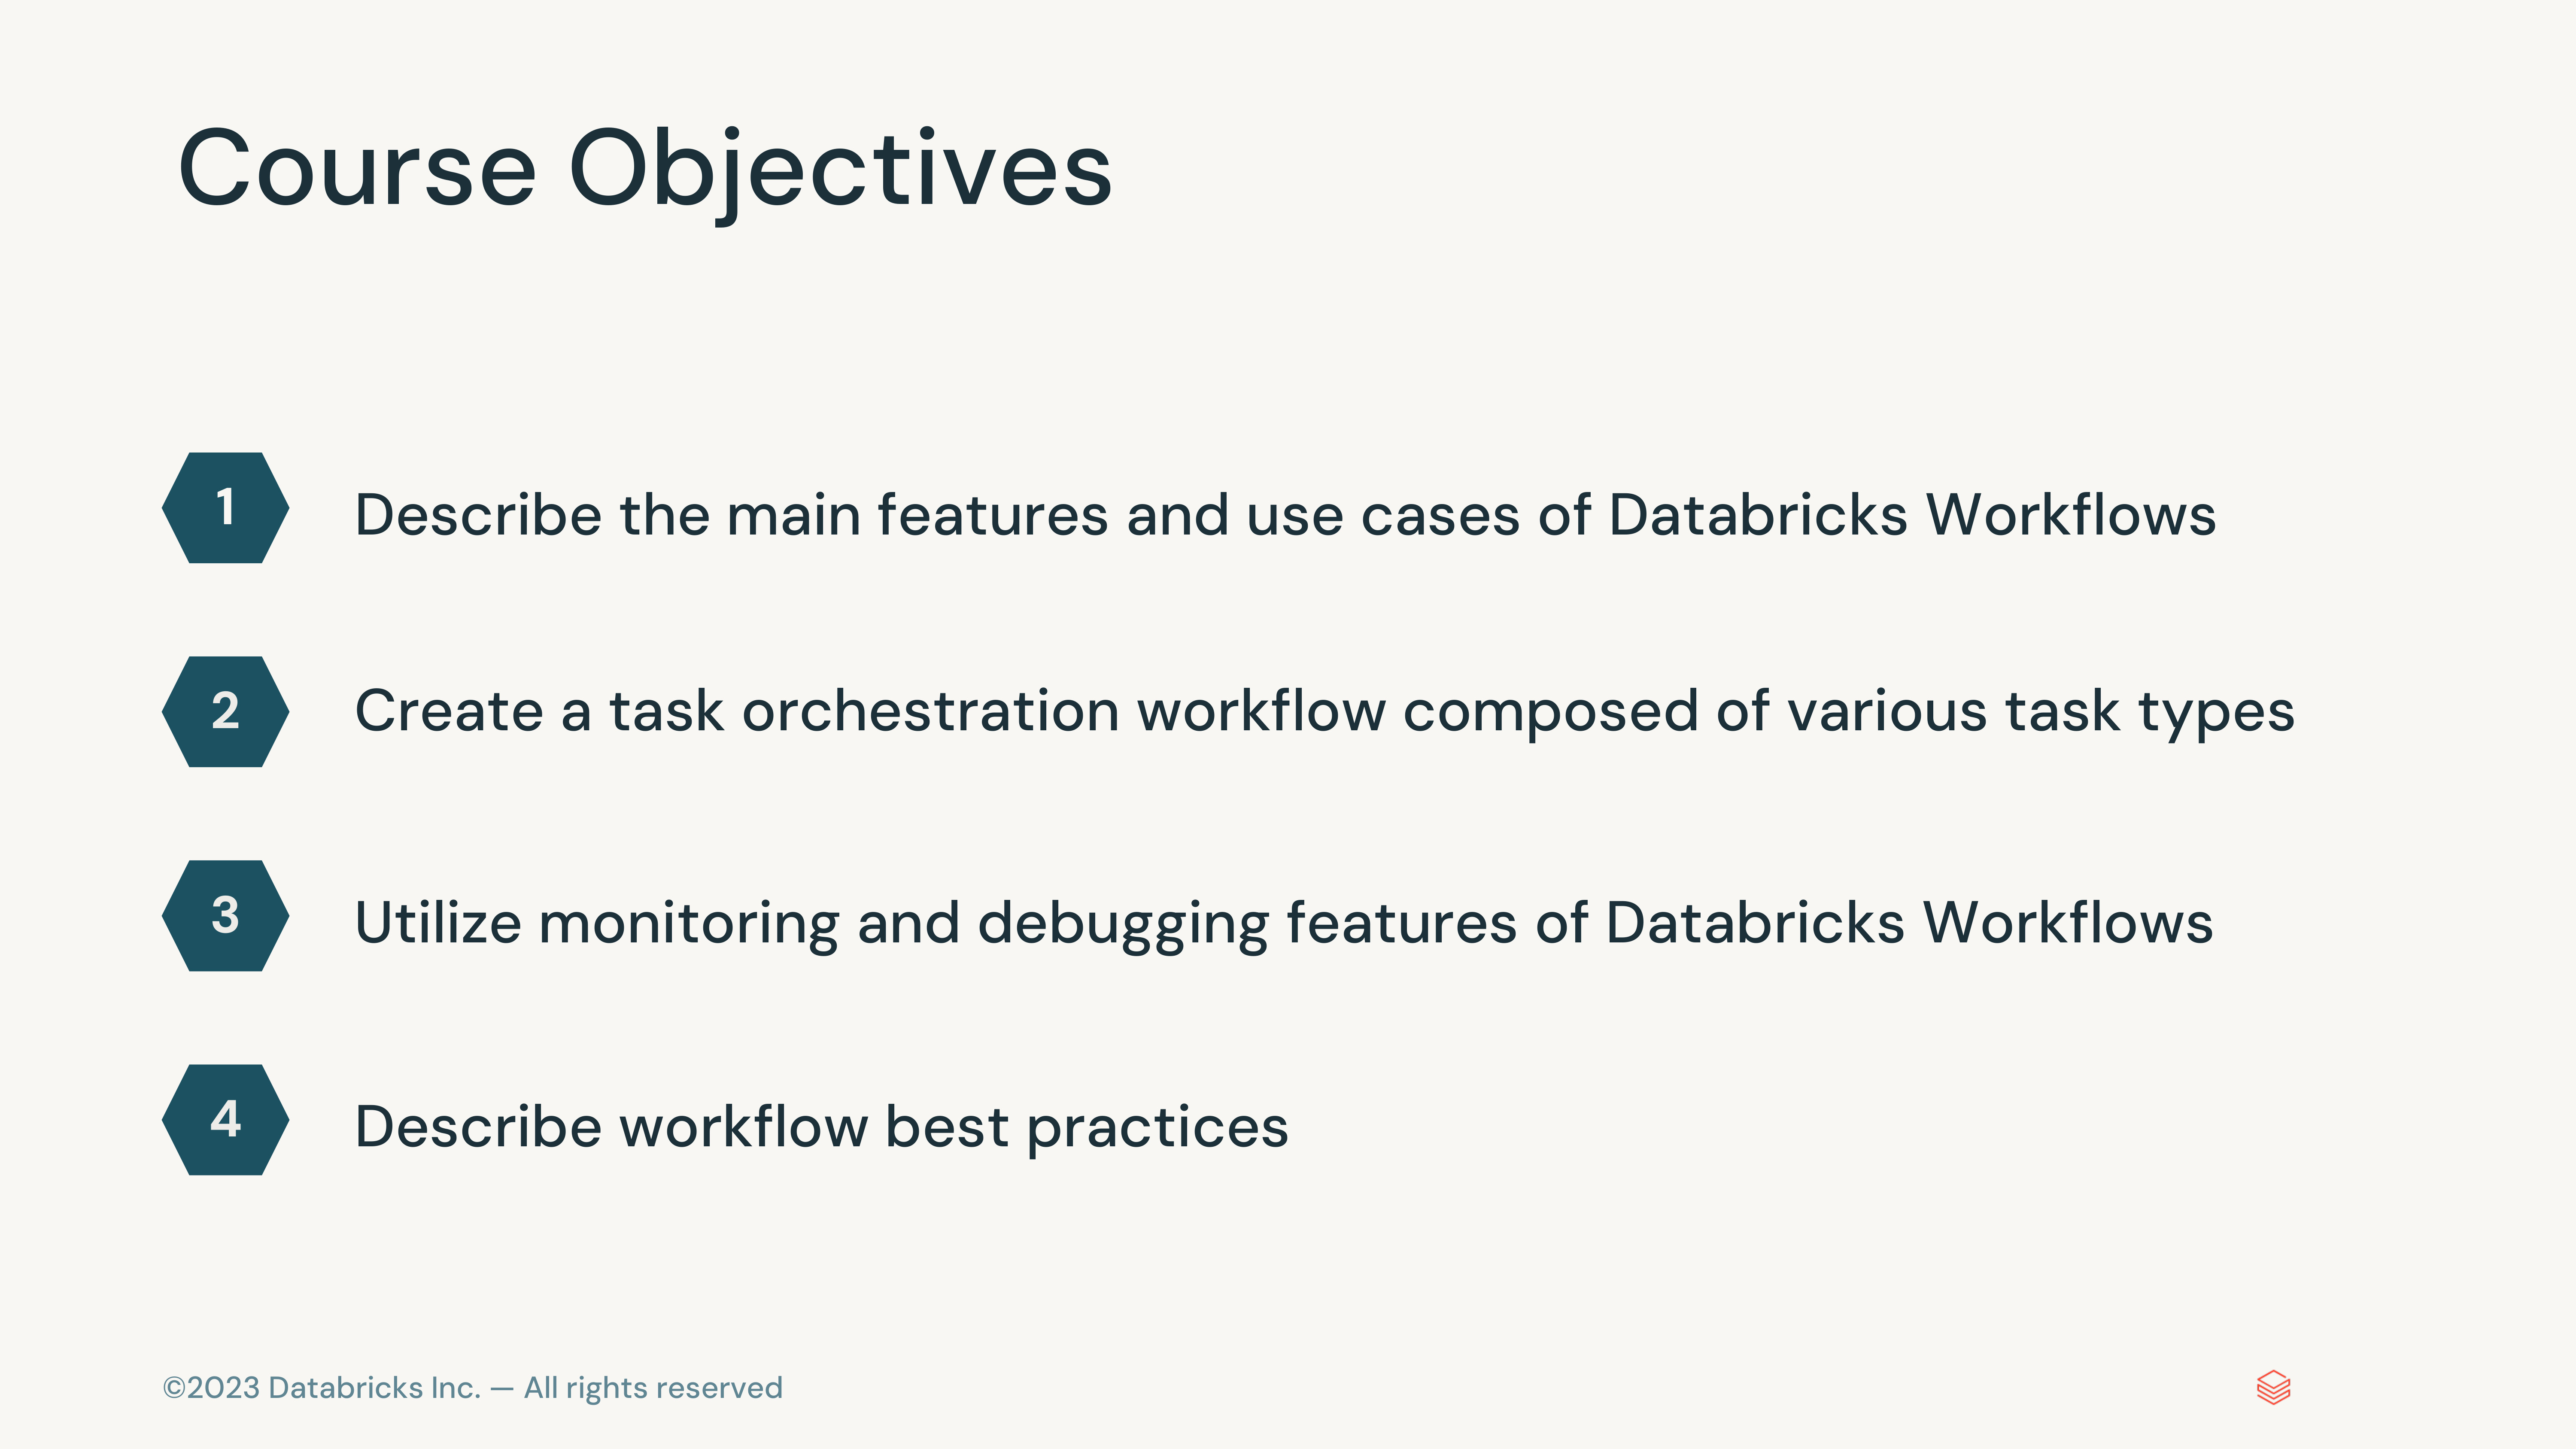 Course Objectives
1 Describe the main features and use cases of Databricks Workflows
2 Create a task orchestration workflow composed of various task types
3 Utilize monitoring and debugging features of Databricks Workflows
4 Describe workflow best practices
©2023 Databricks Inc. — All rights reserved